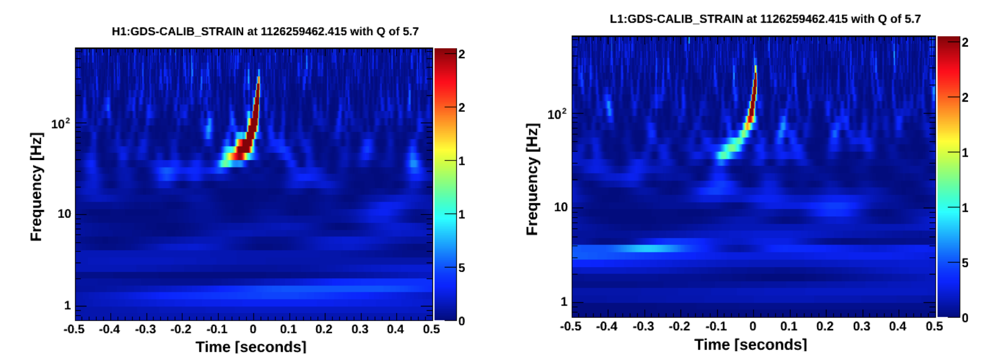 H1:GDS-CALIB_STRAIN at 1126259462.415 with Q of 5.7
Frequency [Hz]
10²
10
1
-0.5 -0.4 -0.3 -0.2 -0.1 0 0.1 0.2 0.3 0.4 0.5
Time [seconds]
2
2
1
1
5
0
L1:GDS-CALIB_STRAIN at 1126259462.415 with Q of 5.7
Frequency [Hz]
10²
10
1
-0.5 -0.4 -0.3 -0.2 -0.1 0 0.1 0.2 0.3 0.4 0.5
Time [seconds]
2
2
1
1
5
0